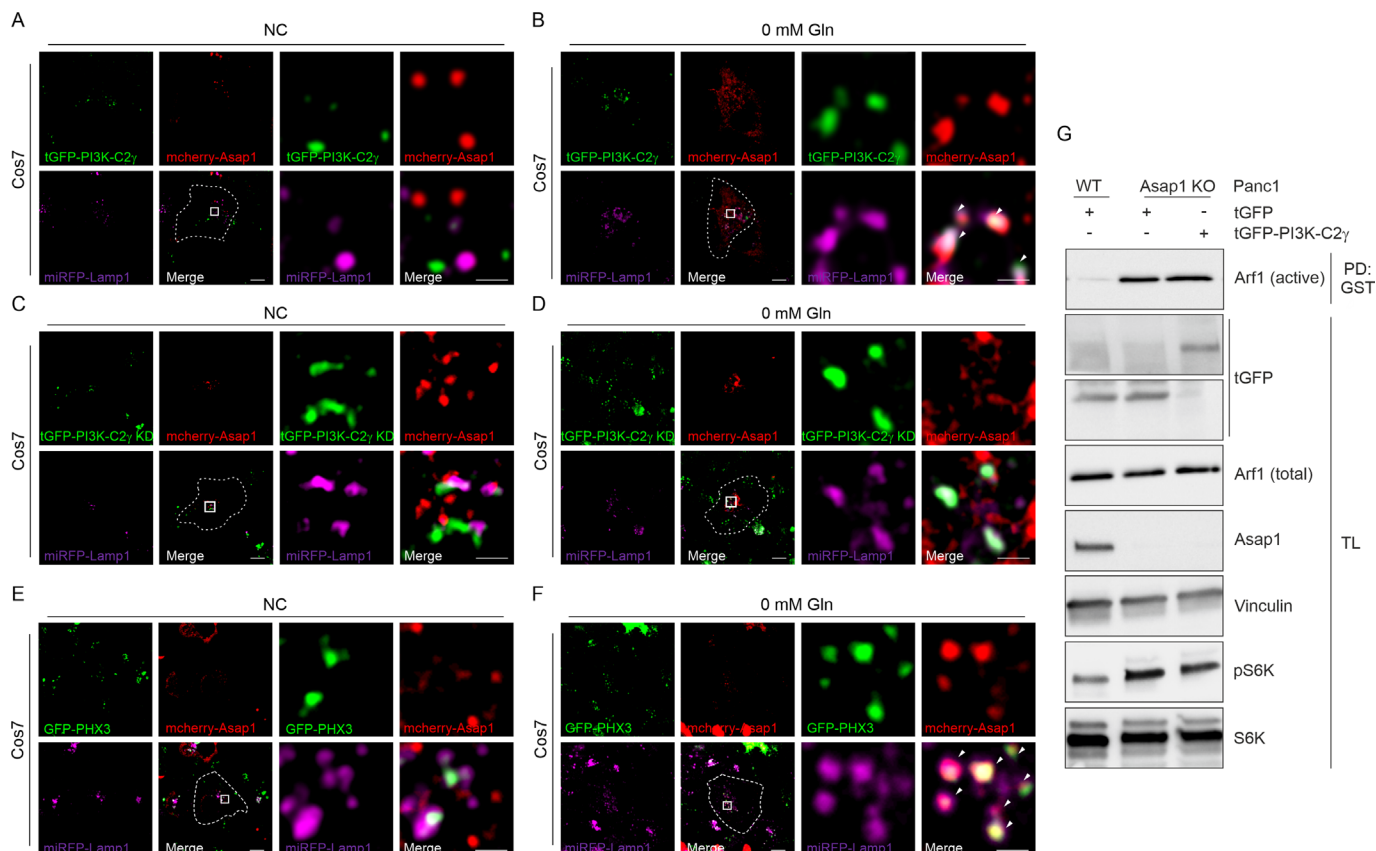 A
NC
Cos7
tGFP-PI3K-C2γ
mcherry-Asap1
tGFP-PI3K-C2γ
mcherry-Asap1
miRFP-Lamp1
Merge
miRFP-Lamp1
Merge
B
0 mM Gln
Cos7
tGFP-PI3K-C2γ
mcherry-Asap1
tGFP-PI3K-C2γ
mcherry-Asap1
miRFP-Lamp1
Merge
miRFP-Lamp1
Merge
C
NC
Cos7
tGFP-PI3K-C2γ KD
mcherry-Asap1
tGFP-PI3K-C2γ KD
mcherry-Asap1
miRFP-Lamp1
Merge
miRFP-Lamp1
Merge
D
0 mM Gln
Cos7
tGFP-PI3K-C2γ KD
mcherry-Asap1
tGFP-PI3K-C2γ KD
mcherry-Asap1
miRFP-Lamp1
Merge
miRFP-Lamp1
Merge
E
NC
Cos7
GFP-PHX3
mcherry-Asap1
GFP-PHX3
mcherry-Asap1
miRFP-Lamp1
Merge
miRFP-Lamp1
Merge
F
0 mM Gln
Cos7
GFP-PHX3
mcherry-Asap1
GFP-PHX3
mcherry-Asap1
miRFP-Lamp1
Merge
miRFP-Lamp1
Merge
G
WT Asap1 KO Panc1
+ + - tGFP
- - + tGFP-PI3K-C2γ
Arf1 (active)
PD:
GST
tGFP
Arf1 (total)
Asap1
TL
Vinculin
pS6K
S6K